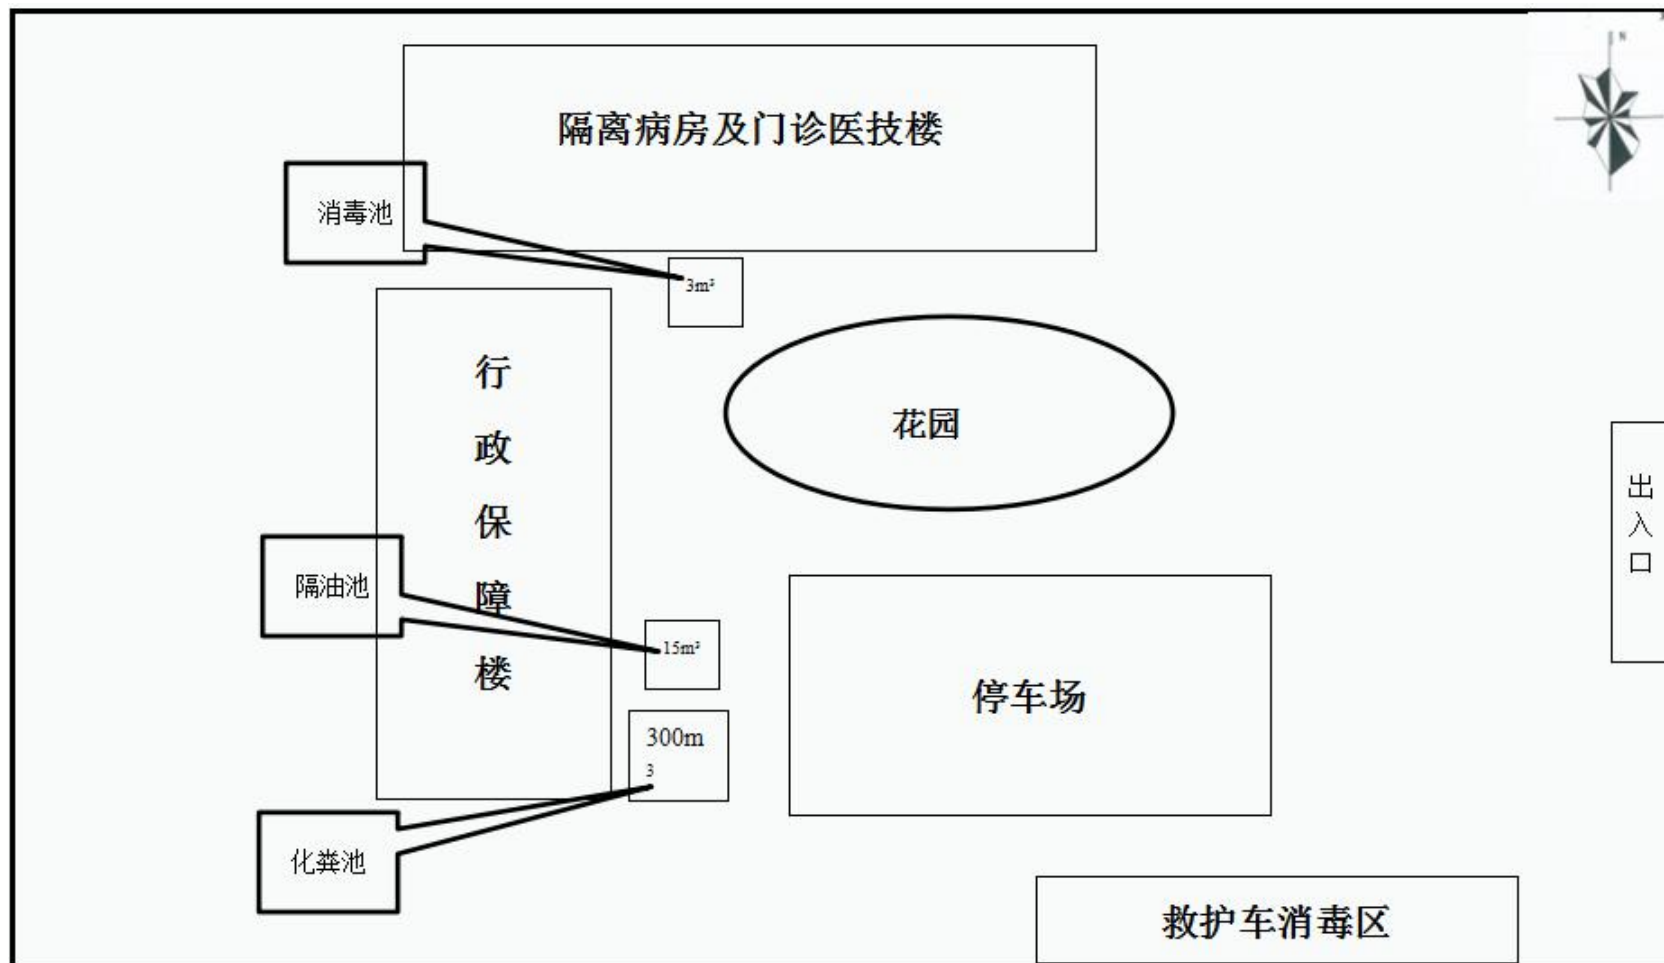 N
隔离病房及门诊医技楼
消毒池
3m³
行
政
保
障
楼
花园
出
入
口
隔油池
15m³
停车场
300m
3
化粪池
救护车消毒区